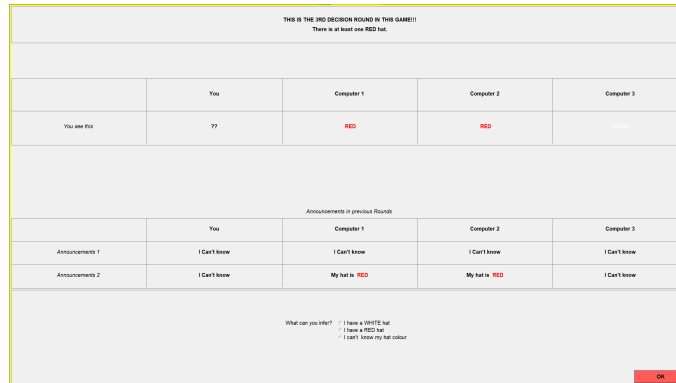 THIS IS THE 3RD DECISION ROUND IN THIS GAME!!!
There is at least one RED hat.
You Computer 1 Computer 2 Computer 3
You see this ?? RED RED WHITE
Announcements in previous Rounds
You Computer 1 Computer 2 Computer 3
Announcements 1 I Can't know I Can't know I Can't know I Can't know
Announcements 2 I Can't know My hat is RED My hat is RED I Can't know
What can you infer? I have a WHITE hat
I have a RED hat
I can't know my hat colour
OK